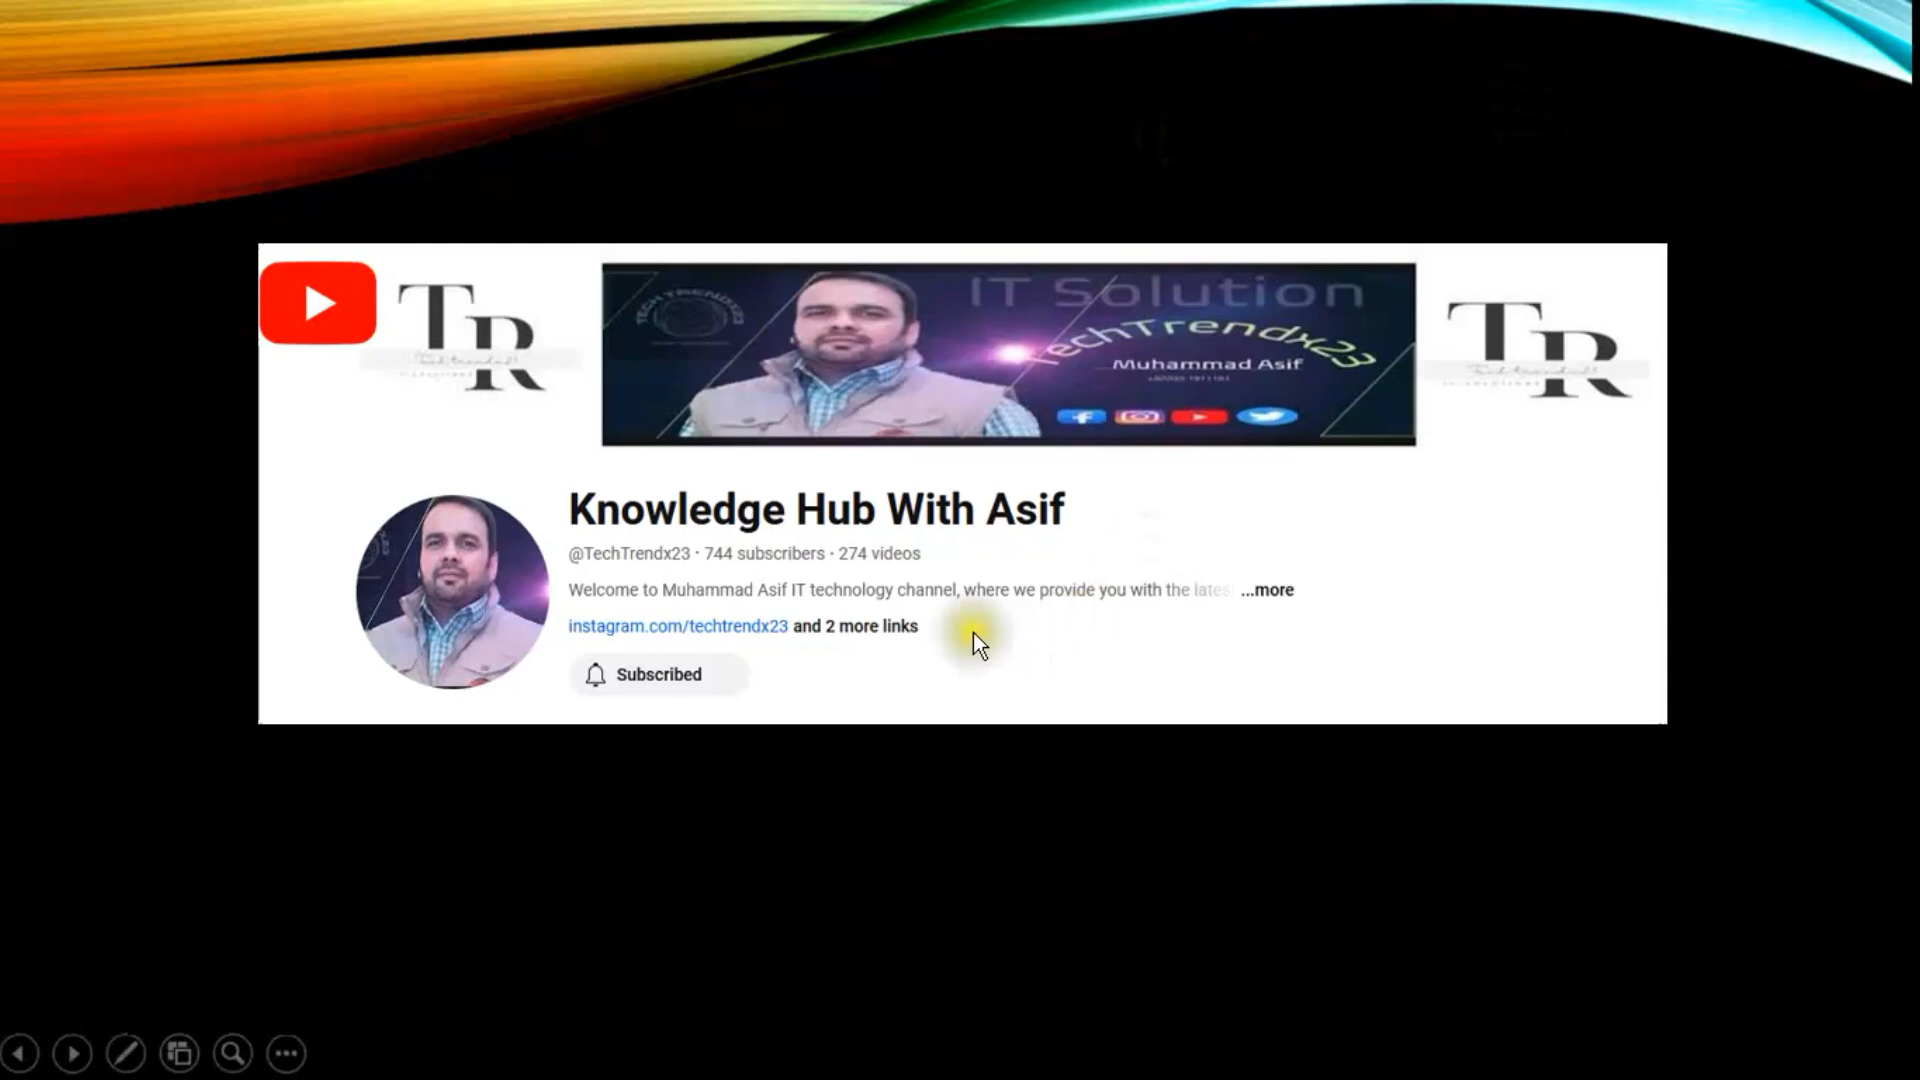 TR
TECH TRENDX23
IT Solution
TechTrendx23
Muhammad Asif
TR
Knowledge Hub With Asif
@TechTrendx23 · 744 subscribers · 274 videos
Welcome to Muhammad Asif IT technology channel, where we provide you with the lates ...more
instagram.com/techtrendx23 and 2 more links
Subscribed